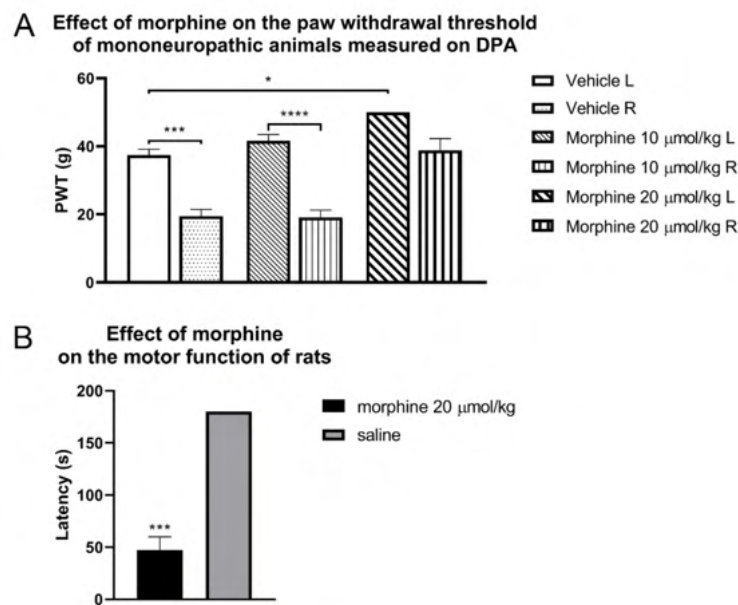 A
Effect of morphine on the paw withdrawal threshold
of mononeuropathic animals measured on DPA
PWT (g)
60
40
20
0
***
****
*
Vehicle L
Vehicle R
Morphine 10 μmol/kg L
Morphine 10 μmol/kg R
Morphine 20 μmol/kg L
Morphine 20 μmol/kg R
B
Effect of morphine
on the motor function of rats
Latency (s)
200
150
100
50
0
***
morphine 20 μmol/kg
saline